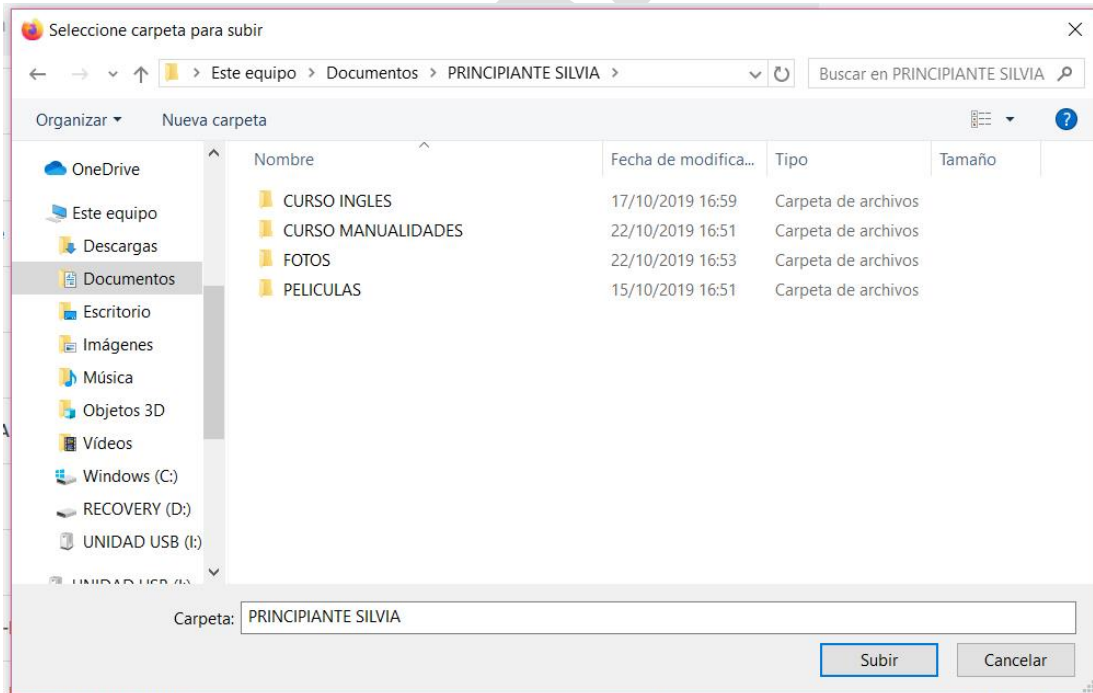 Seleccione carpeta para subir
Este equipo > Documentos > PRINCIPIANTE SILVIA >
Buscar en PRINCIPIANTE SILVIA
Organizar
Nueva carpeta
?
OneDrive
Este equipo
Descargas
Documentos
Escritorio
Imágenes
Música
Objetos 3D
Vídeos
Windows (C:)
RECOVERY (D:)
UNIDAD USB (I:)
Nombre Fecha de modifica... Tipo Tamaño
CURSO INGLES 17/10/2019 16:59 Carpeta de archivos
CURSO MANUALIDADES 22/10/2019 16:51 Carpeta de archivos
FOTOS 22/10/2019 16:53 Carpeta de archivos
PELICULAS 15/10/2019 16:51 Carpeta de archivos
Carpeta: PRINCIPIANTE SILVIA
Subir Cancelar